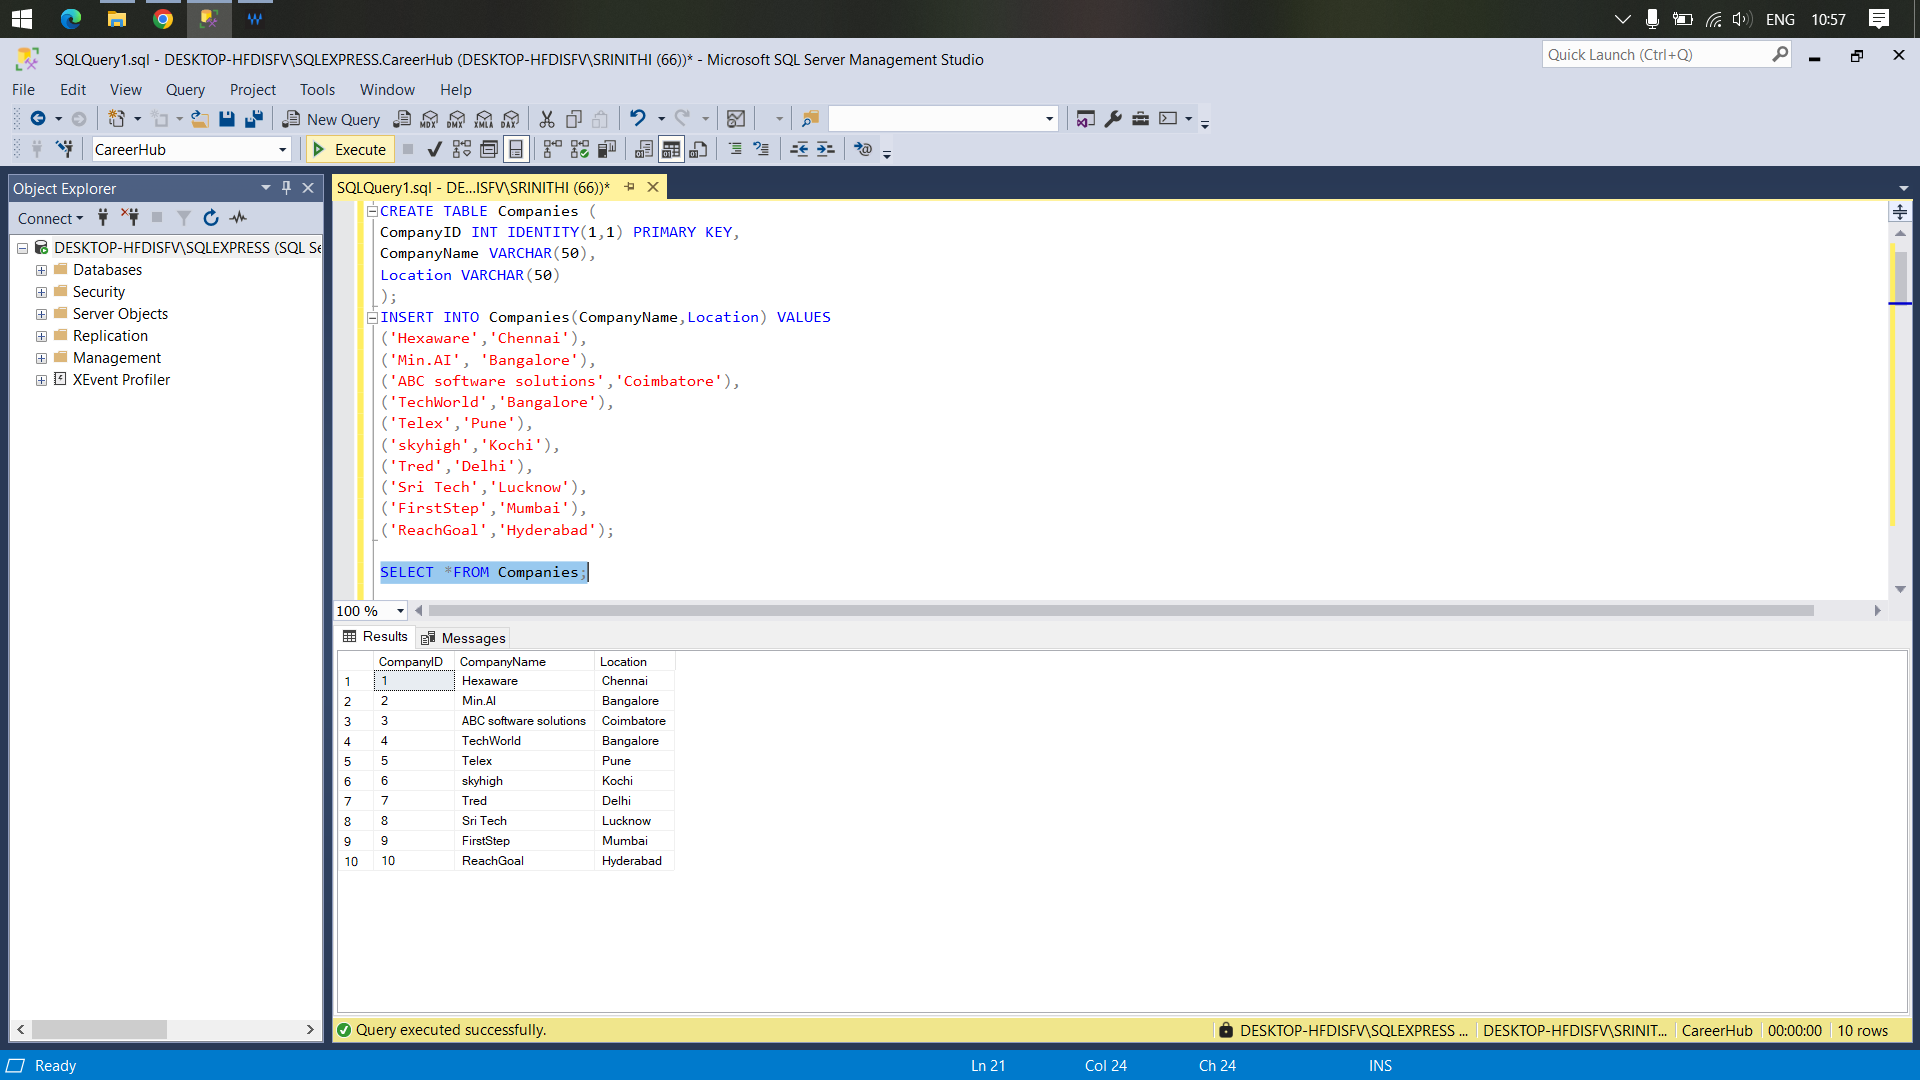 ENG 10:57
SQLQuery1.sql - DESKTOP-HFDISFV\SQLEXPRESS.CareerHub (DESKTOP-HFDISFV\SRINITHI (66))* - Microsoft SQL Server Management Studio
Quick Launch (Ctrl+Q)
File Edit View Query Project Tools Window Help
New Query MDX DMX XMLA DAX
CareerHub Execute
Object Explorer
Connect
DESKTOP-HFDISFV\SQLEXPRESS (SQL Se
Databases
Security
Server Objects
Replication
Management
XEvent Profiler
SQLQuery1.sql - DE...ISFV\SRINITHI (66))*
CREATE TABLE Companies (
CompanyID INT IDENTITY(1,1) PRIMARY KEY,
CompanyName VARCHAR(50),
Location VARCHAR(50)
);
INSERT INTO Companies(CompanyName,Location) VALUES
('Hexaware','Chennai'),
('Min.AI', 'Bangalore'),
('ABC software solutions','Coimbatore'),
('TechWorld','Bangalore'),
('Telex','Pune'),
('skyhigh','Kochi'),
('Tred','Delhi'),
('Sri Tech','Lucknow'),
('FirstStep','Mumbai'),
('ReachGoal','Hyderabad');
SELECT *FROM Companies;
100 %
Results Messages
CompanyID CompanyName Location
1 1 Hexaware Chennai
2 2 Min.AI Bangalore
3 3 ABC software solutions Coimbatore
4 4 TechWorld Bangalore
5 5 Telex Pune
6 6 skyhigh Kochi
7 7 Tred Delhi
8 8 Sri Tech Lucknow
9 9 FirstStep Mumbai
10 10 ReachGoal Hyderabad
Query executed successfully. DESKTOP-HFDISFV\SQLEXPRESS ... DESKTOP-HFDISFV\SRINIT... CareerHub 00:00:00 10 rows
Ready Ln 21 Col 24 Ch 24 INS